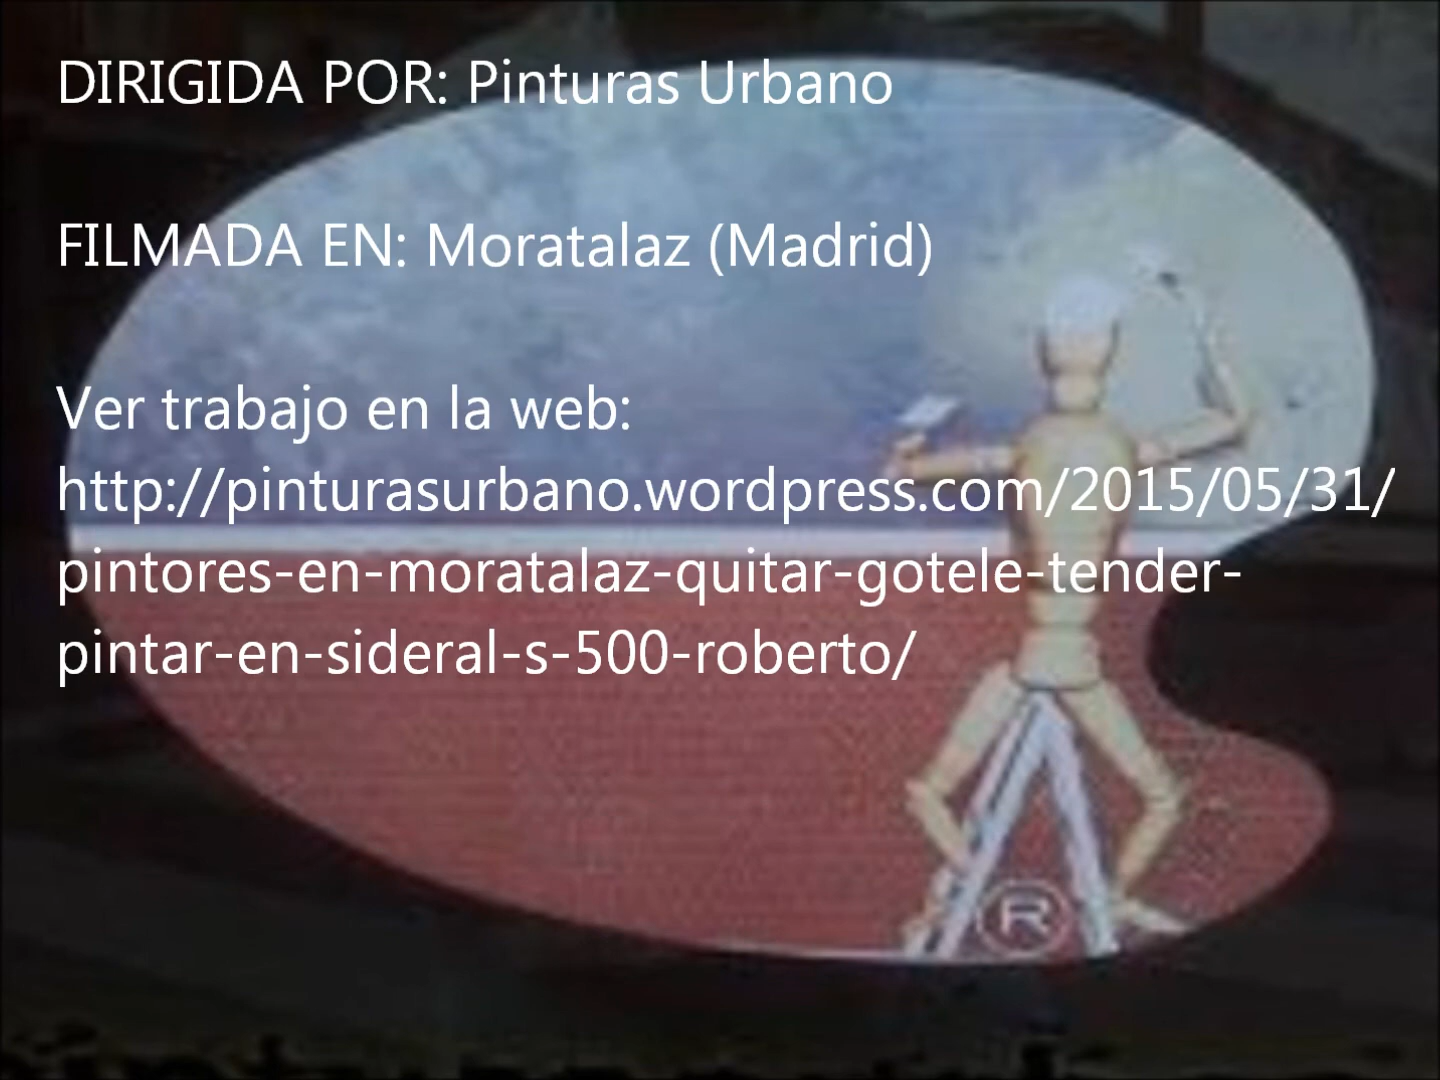 DIRIGIDA POR: Pinturas Urbano
FILMADA EN: Moratalaz (Madrid)
Ver trabajo en la web:
http://pinturasurbano.wordpress.com/2015/05/31/
pintores-en-moratalaz-quitar-gotele-tender-
pintar-en-sideral-s-500-roberto/
®